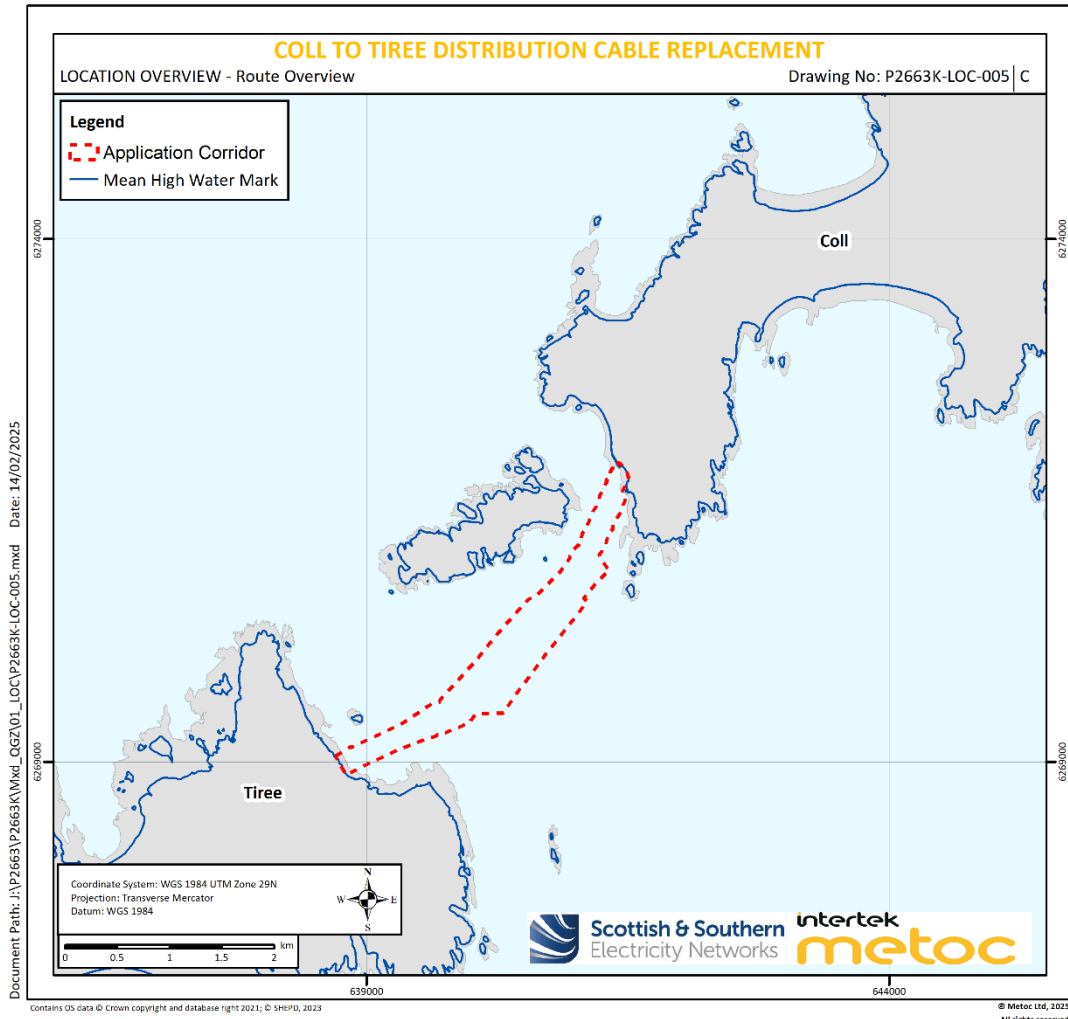 COLL TO TIREE DISTRIBUTION CABLE REPLACEMENT
LOCATION OVERVIEW - Route Overview
Drawing No: P2663K-LOC-005 | C
Legend
Application Corridor
Mean High Water Mark
6274000
6274000
Coll
6269000
6269000
Tiree
Coordinate System: WGS 1984 UTM Zone 29N
Projection: Transverse Mercator
Datum: WGS 1984
N
W
E
S
km
0 0.5 1 1.5 2
Scottish & Southern
Electricity Networks
intertek
metoc
639000
644000
Document Path: J:\P2663\P2663K\Mxd_QGZ\01_LOC\P2663K-LOC-005.mxd Date: 14/02/2025
Contains OS data © Crown copyright and database right 2021; © SHEPD, 2023
© Metoc Ltd, 2025
All rights reserved